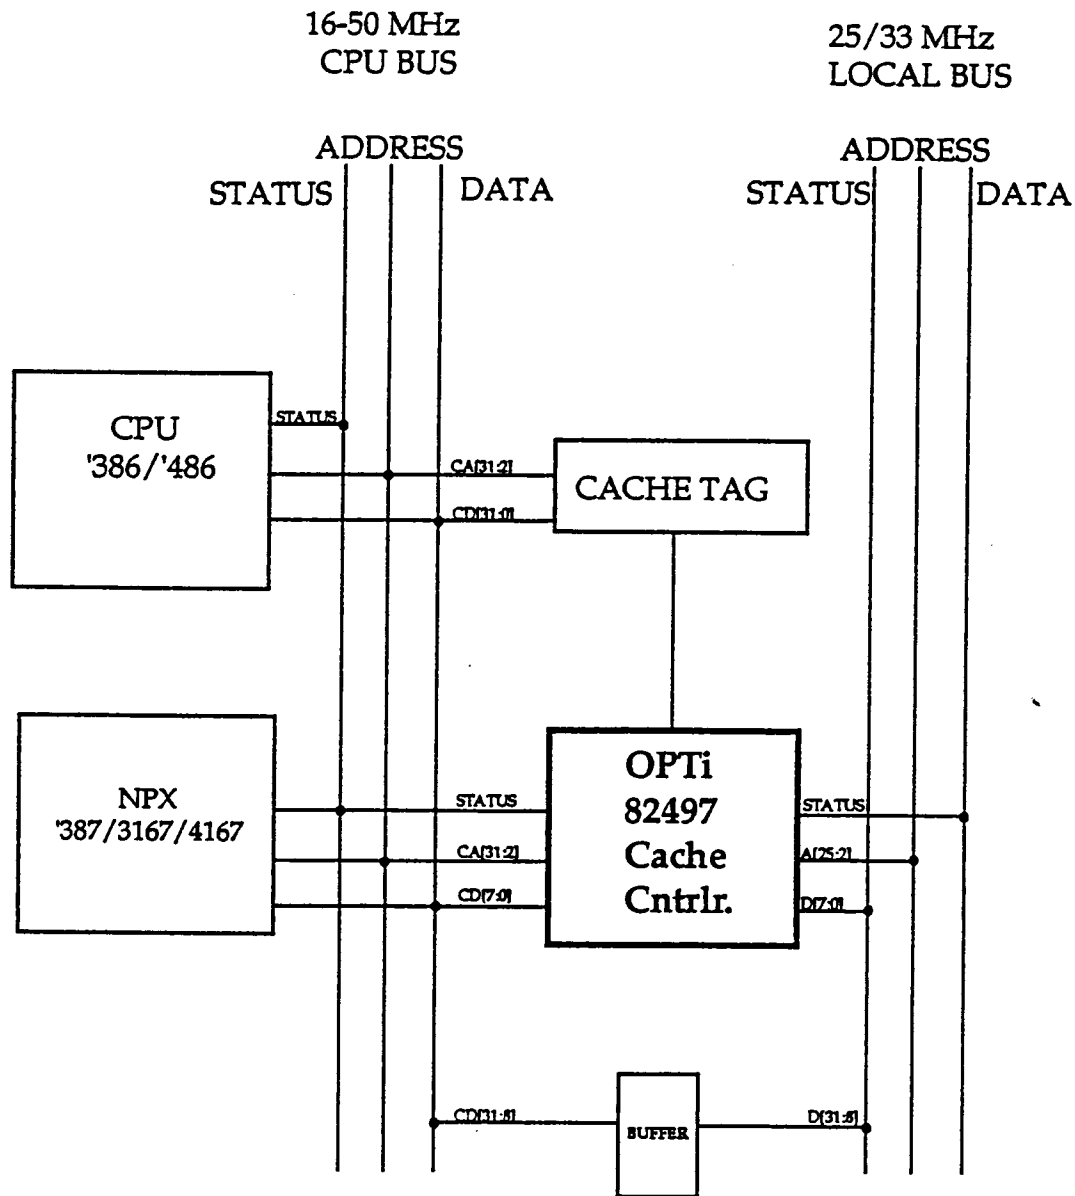 16-50 MHz
CPU BUS
25/33 MHz
LOCAL BUS
ADDRESS
STATUS
DATA
ADDRESS
STATUS
DATA
CPU
'386/'486
STATUS
CA[31:2]
CD[31:0]
CACHE TAG
NPX
'387/3167/4167
STATUS
CA[31:2]
CD[7:0]
OPTi
82497
Cache
Cntrlr.
STATUS
A[25:2]
D[7:0]
CD[31:8]
BUFFER
D[31:8]